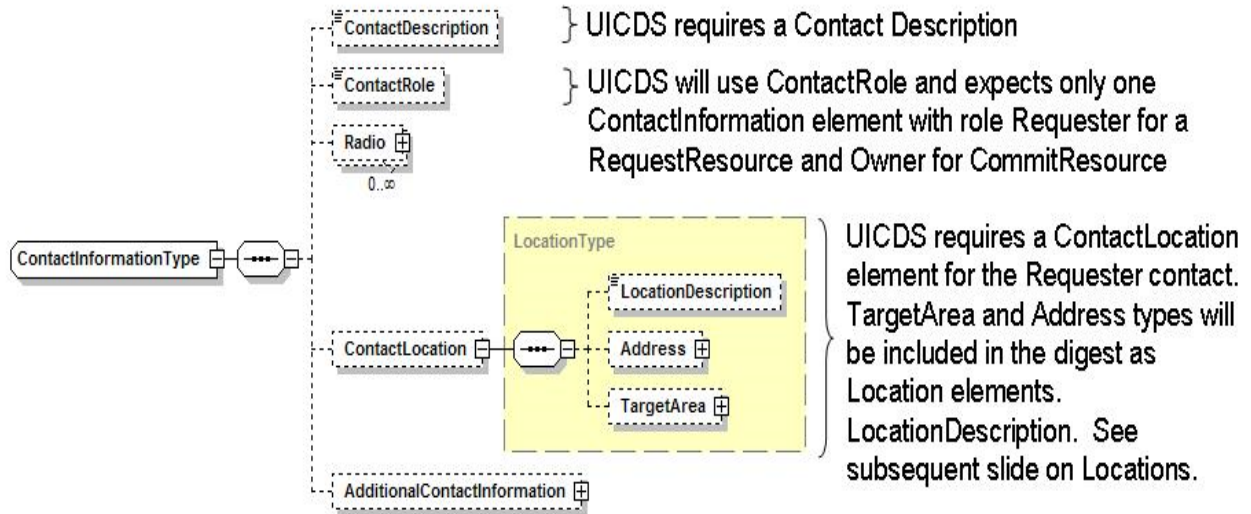 ContactDescription
UICDS requires a Contact Description
ContactRole
UICDS will use ContactRole and expects only one
ContactInformation element with role Requester for a
RequestResource and Owner for CommitResource
Radio
0..∞
ContactInformationType
LocationType
LocationDescription
ContactLocation
Address
TargetArea
UICDS requires a ContactLocation
element for the Requester contact.
TargetArea and Address types will
be included in the digest as
Location elements.
LocationDescription. See
subsequent slide on Locations.
AdditionalContactInformation